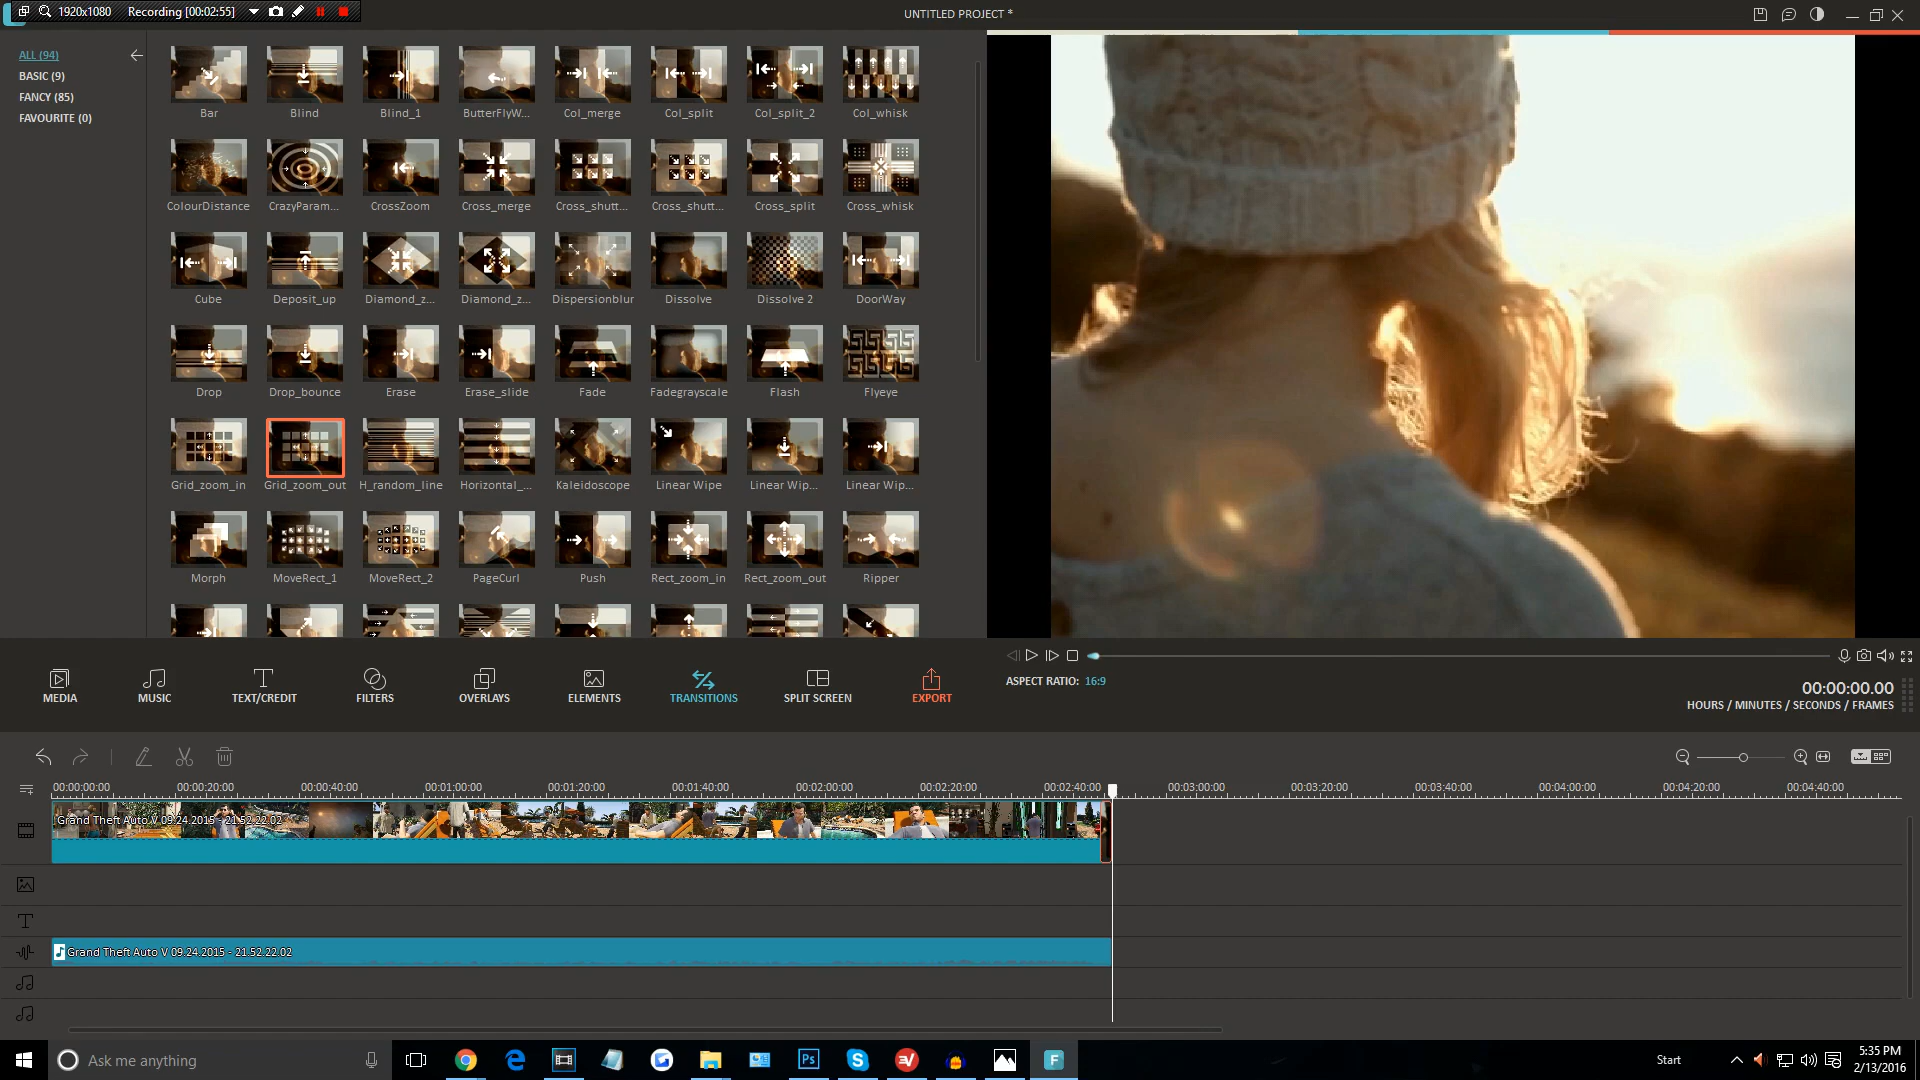 1920x1080 Recording [00:02:55]
UNTITLED PROJECT *
ALL (94)
BASIC (9)
FANCY (85)
FAVOURITE (0)
Bar Blind Blind_1 ButterFlyW... Col_merge Col_split Col_split_2 Col_whisk
ColourDistance CrazyParam... CrossZoom Cross_merge Cross_shutt... Cross_shutt... Cross_split Cross_whisk
Cube Deposit_up Diamond_z... Diamond_z... Dispersionblur Dissolve Dissolve 2 DoorWay
Drop Drop_bounce Erase Erase_slide Fade Fadegrayscale Flash Flyeye
Grid_zoom_in Grid_zoom_out H_random_line Horizontal_... Kaleidoscope Linear Wipe Linear Wip... Linear Wip...
Morph MoveRect_1 MoveRect_2 PageCurl Push Rect_zoom_in Rect_zoom_out Ripper
MEDIA MUSIC TEXT/CREDIT FILTERS OVERLAYS ELEMENTS TRANSITIONS SPLIT SCREEN EXPORT
ASPECT RATIO: 16:9
00:00:00.00
HOURS / MINUTES / SECONDS / FRAMES
00:00:00:00 00:00:20:00 00:00:40:00 00:01:00:00 00:01:20:00 00:01:40:00 00:02:00:00 00:02:20:00 00:02:40:00 00:03:00:00 00:03:20:00 00:03:40:00 00:04:00:00 00:04:20:00 00:04:40:00
Grand Theft Auto V 09.24.2015 - 21.52.22.02
Grand Theft Auto V 09.24.2015 - 21.52.22.02
Ask me anything
Ps
F
Start
5:35 PM
2/13/2016